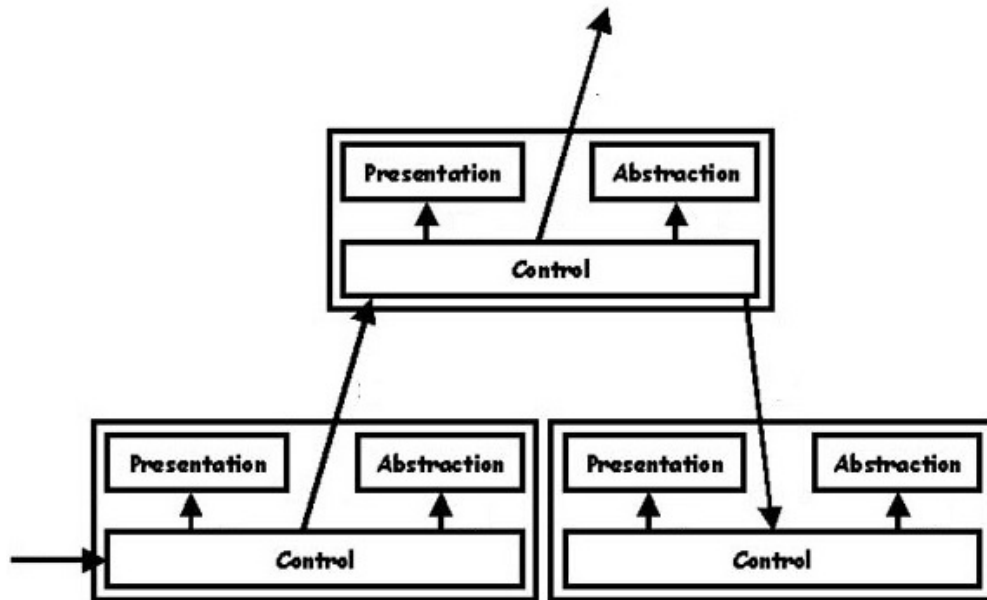 Presentation Abstraction
Control
Presentation Abstraction Presentation Abstraction
Control Control